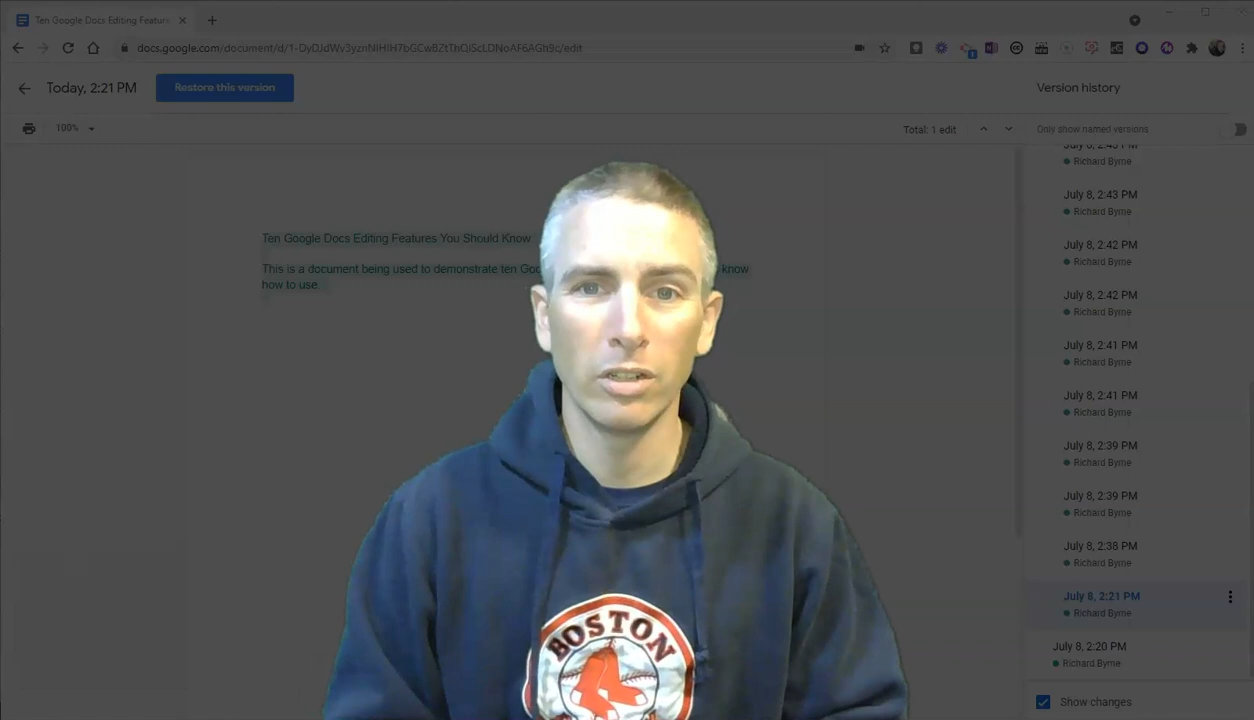 Ten Google Docs Editing Feature
docs.google.com/document/d/
/edit
Today, 2:21 PM
Restore this version
Version history
100%
Total: 1 edit
Only show named versions
Richard Byrne
July 8, 2:43 PM
Richard Byrne
July 8, 2:42 PM
Richard Byrne
July 8, 2:42 PM
Richard Byrne
July 8, 2:41 PM
Richard Byrne
July 8, 2:41 PM
Richard Byrne
July 8, 2:39 PM
Richard Byrne
July 8, 2:39 PM
Richard Byrne
July 8, 2:38 PM
Richard Byrne
July 8, 2:21 PM
Richard Byrne
July 8, 2:20 PM
Richard Byrne
Show changes
Ten Google Docs Editing Features You Should Know
This is a document being used to demonstrate ten know
how to use.
BOSTON